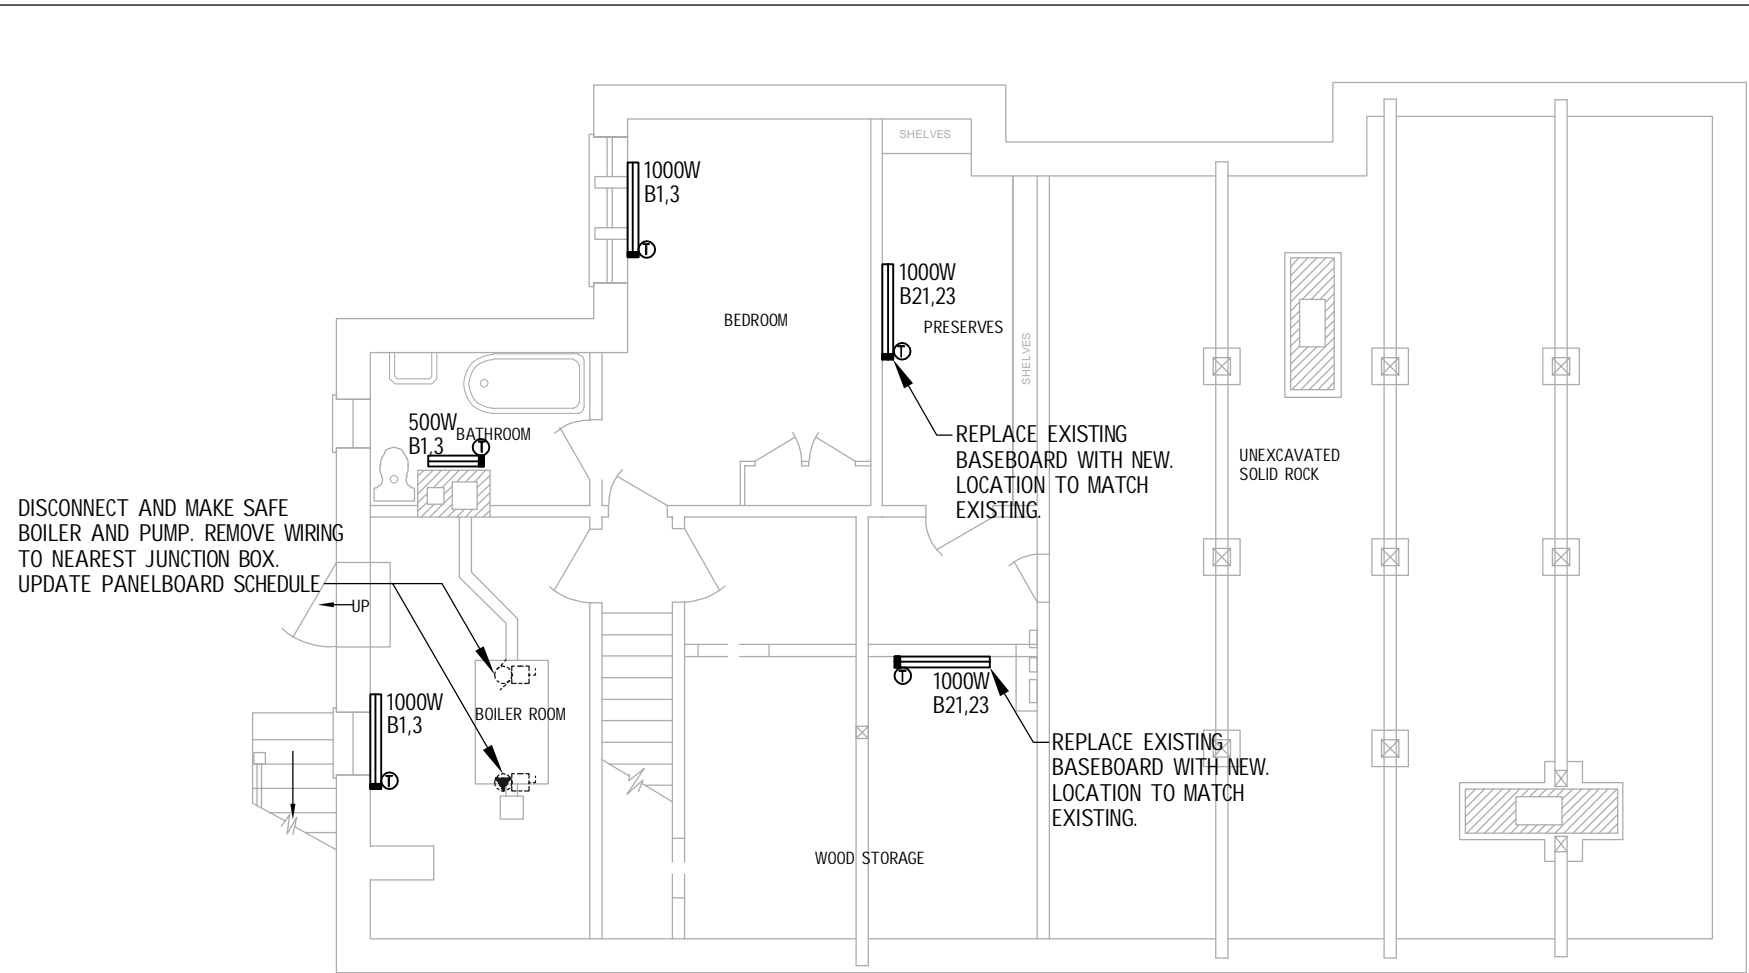 SHELVES
1000W
B1,3
T
1000W
B21,23
T
BEDROOM
PRESERVES
SHELVES
500W
B1,3
BATHROOM
T
REPLACE EXISTING
BASEBOARD WITH NEW.
LOCATION TO MATCH
EXISTING.
UNEXCAVATED
SOLID ROCK
DISCONNECT AND MAKE SAFE
BOILER AND PUMP. REMOVE WIRING
TO NEAREST JUNCTION BOX.
UPDATE PANELBOARD SCHEDULE
UP
1000W
B1,3
T
BOILER ROOM
T
1000W
B21,23
REPLACE EXISTING
BASEBOARD WITH NEW.
LOCATION TO MATCH
EXISTING.
WOOD STORAGE